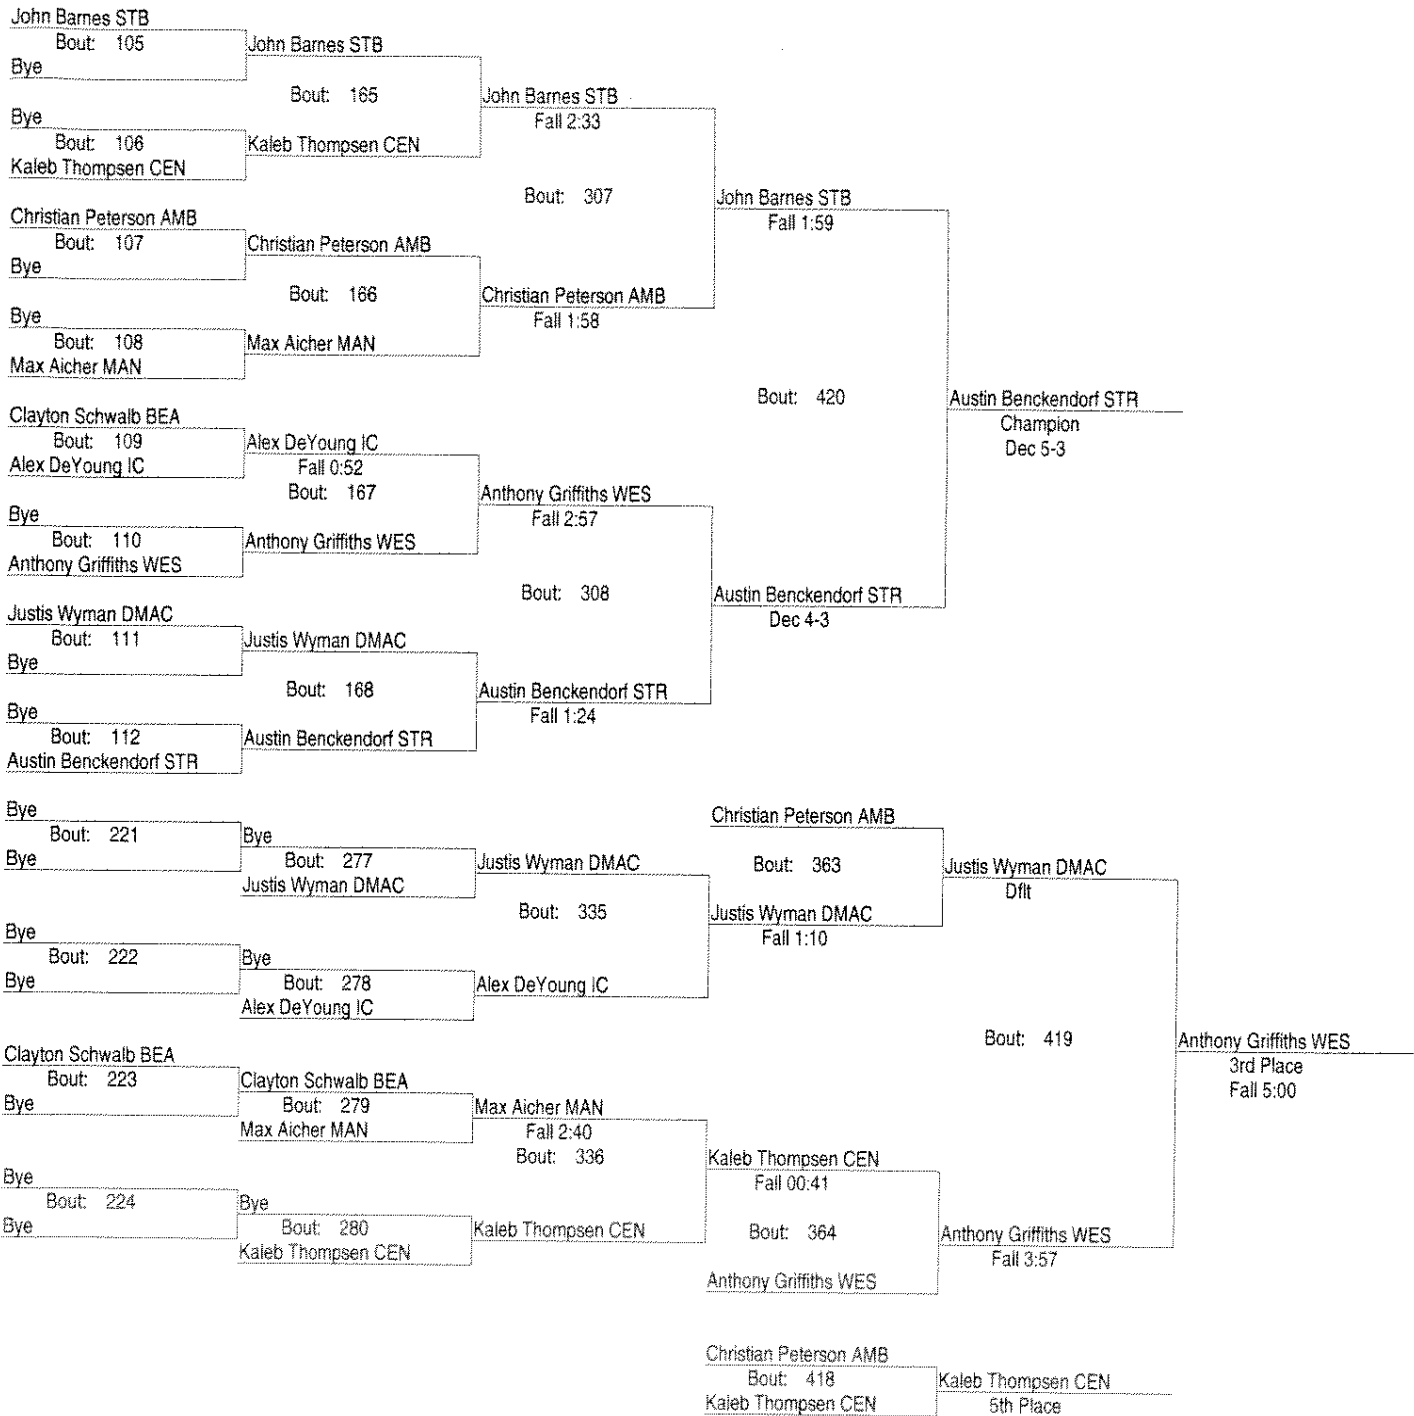 John Barnes STB
Bout: 105
Bye
John Barnes STB
Bout: 165
Bye
Bout: 106
Kaleb Thompsen CEN
Kaleb Thompsen CEN
John Barnes STB
Fall 2:33
Bout: 307
Christian Peterson AMB
Bout: 107
Bye
Christian Peterson AMB
Bout: 166
Bye
Bout: 108
Max Aicher MAN
Max Aicher MAN
Christian Peterson AMB
Fall 1:58
John Barnes STB
Fall 1:59
Bout: 420
Clayton Schwalb BEA
Bout: 109
Alex DeYoung IC
Alex DeYoung IC
Fall 0:52
Bout: 167
Bye
Bout: 110
Anthony Griffiths WES
Anthony Griffiths WES
Anthony Griffiths WES
Fall 2:57
Bout: 308
Justis Wyman DMAC
Bout: 111
Bye
Justis Wyman DMAC
Bout: 168
Bye
Bout: 112
Austin Benckendorf STR
Austin Benckendorf STR
Austin Benckendorf STR
Fall 1:24
Austin Benckendorf STR
Dec 4-3
Austin Benckendorf STR
Champion
Dec 5-3
Bye
Bout: 221
Bye
Bye
Bout: 277
Justis Wyman DMAC
Justis Wyman DMAC
Bout: 335
Bye
Bout: 222
Bye
Bye
Bout: 278
Alex DeYoung IC
Alex DeYoung IC
Christian Peterson AMB
Bout: 363
Justis Wyman DMAC
Fall 1:10
Justis Wyman DMAC
Dflt
Bout: 419
Clayton Schwalb BEA
Bout: 223
Bye
Clayton Schwalb BEA
Bout: 279
Max Aicher MAN
Max Aicher MAN
Fall 2:40
Bout: 336
Bye
Bout: 224
Bye
Bye
Bout: 280
Kaleb Thompsen CEN
Kaleb Thompsen CEN
Kaleb Thompsen CEN
Fall 00:41
Bout: 364
Anthony Griffiths WES
Anthony Griffiths WES
Fall 3:57
Anthony Griffiths WES
3rd Place
Fall 5:00
Christian Peterson AMB
Bout: 418
Kaleb Thompsen CEN
Kaleb Thompsen CEN
5th Place